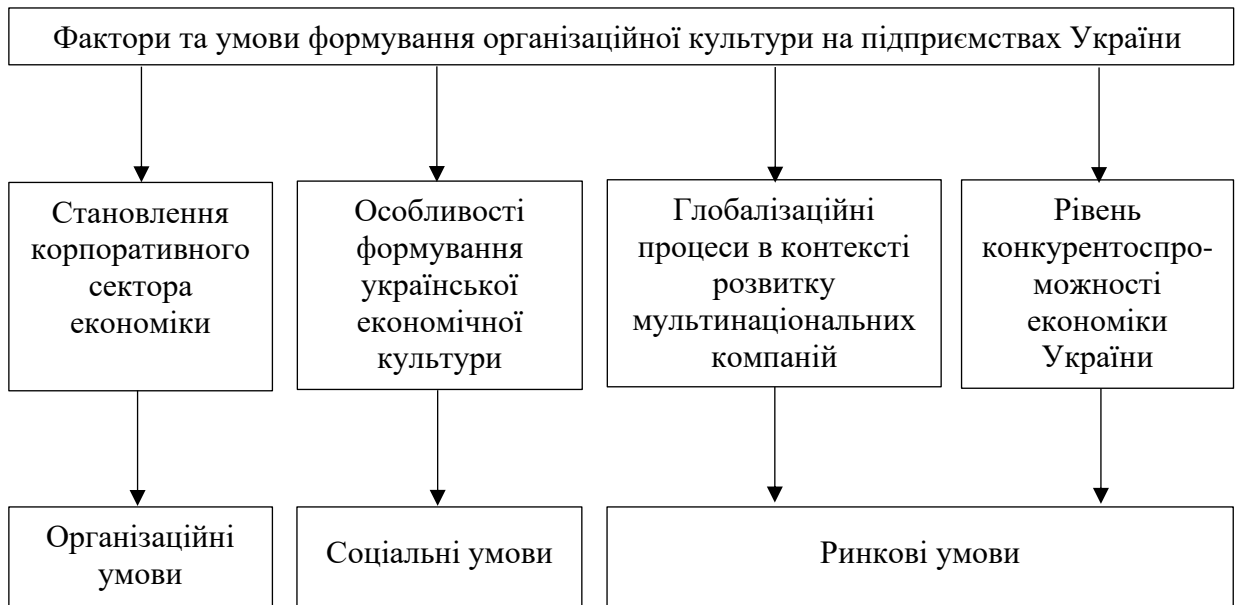 Фактори та умови формування організаційної культури на підприємствах України
Становлення
корпоративного
сектора
економіки
Особливості
формування
української
економічної
культури
Глобалізаційні
процеси в контексті
розвитку
мультинаціональних
компаній
Рівень
конкурентоспро-
можності
економіки
України
Організаційні
умови
Соціальні умови
Ринкові умови